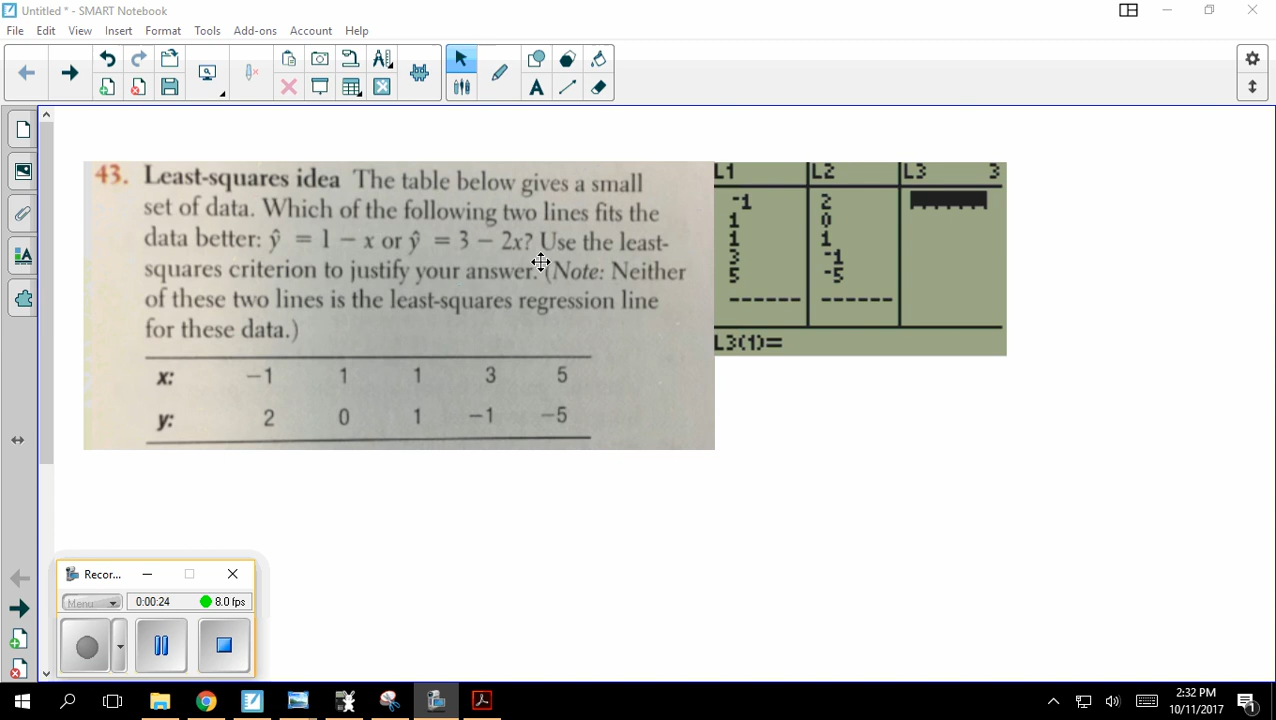 Untitled * - SMART Notebook
File Edit View Insert Format Tools Add-ons Account Help
43. Least-squares idea The table below gives a small
set of data. Which of the following two lines fits the
data better: ŷ = 1 − x or ŷ = 3 − 2x? Use the least-
squares criterion to justify your answer. (Note: Neither
of these two lines is the least-squares regression line
for these data.)
x: −1 1 1 3 5
y: 2 0 1 −1 −5
L1 L2 L3 3
-1 2
1 0
1 1
3 -1
5 -5
------ ------
L3(1)=
Recor...
Menu 0:00:24 8.0 fps
2:32 PM
10/11/2017
1